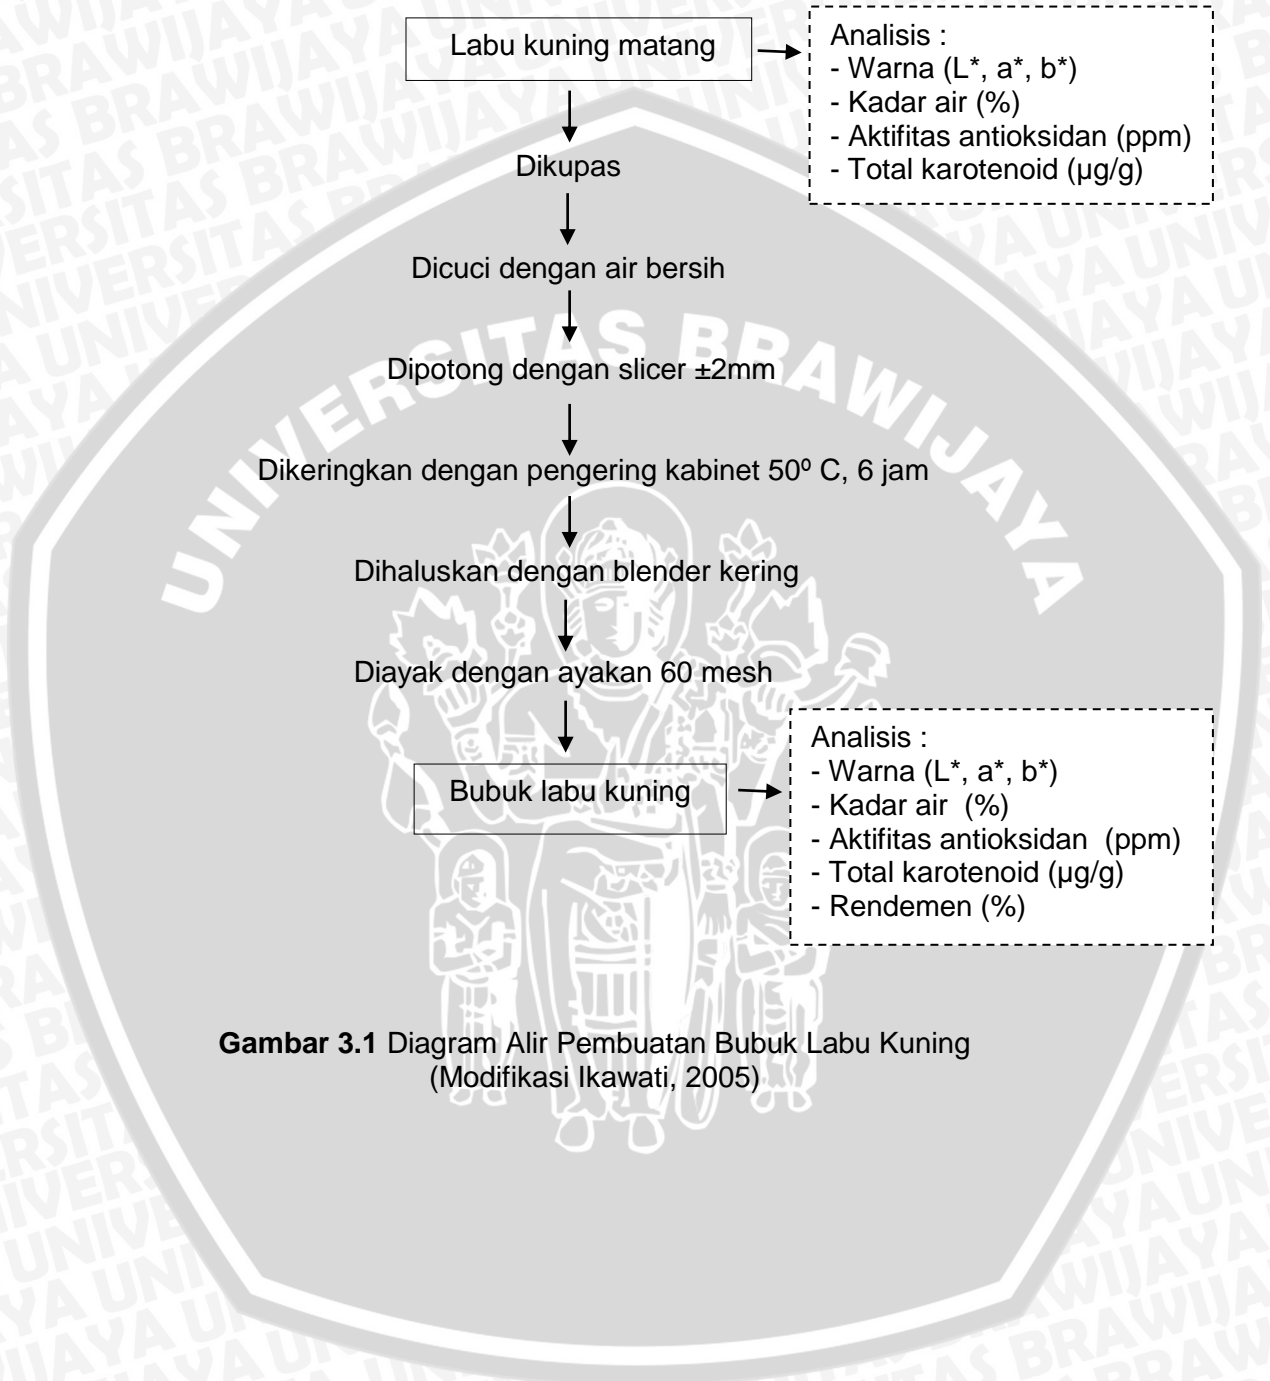 Labu kuning matang
Analisis :
- Warna (L*, a*, b*)
- Kadar air (%)
- Aktifitas antioksidan (ppm)
- Total karotenoid (µg/g)
Dikupas
Dicuci dengan air bersih
Dipotong dengan slicer ±2mm
Dikeringkan dengan pengering kabinet 50⁰ C, 6 jam
Dihaluskan dengan blender kering
Diayak dengan ayakan 60 mesh
Bubuk labu kuning
Analisis :
- Warna (L*, a*, b*)
- Kadar air  (%)
- Aktifitas antioksidan  (ppm)
- Total karotenoid (µg/g)
- Rendemen (%)
Gambar 3.1 Diagram Alir Pembuatan Bubuk Labu Kuning
(Modifikasi Ikawati, 2005)
UNIVERSITAS BRAWIJAYA